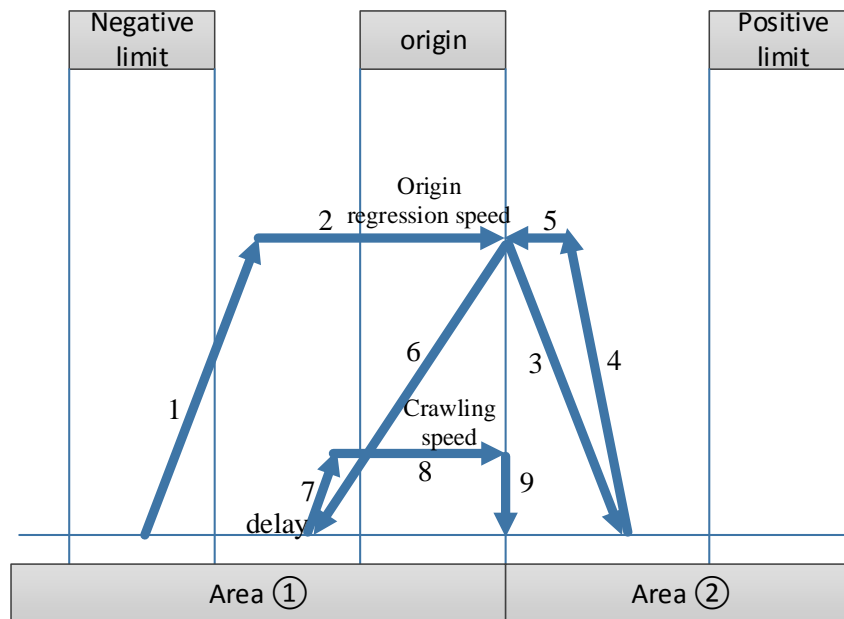 Negative
limit
origin
Positive
limit
Origin
2 regression speed 5
6
3
4
1
Crawling
speed
7
8
9
delay
Area ①
Area ②